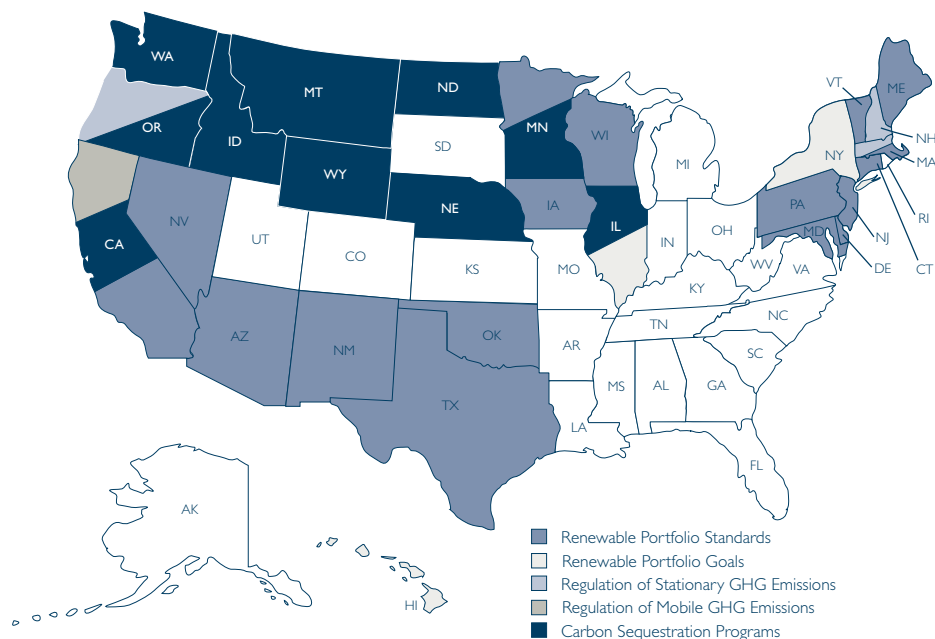 WA
MT
ND
MN
VT
ME
OR
ID
SD
WI
MI
NY
NH
MA
WY
NE
IA
IL
PA
RI
NV
UT
CO
CA
KS
MO
IN
OH
MD
NJ
DE
CT
WV
VA
KY
AZ
NM
OK
AR
TN
NC
SC
TX
MS
AL
GA
LA
FL
AK
HI
Renewable Portfolio Standards
Renewable Portfolio Goals
Regulation of Stationary GHG Emissions
Regulation of Mobile GHG Emissions
Carbon Sequestration Programs